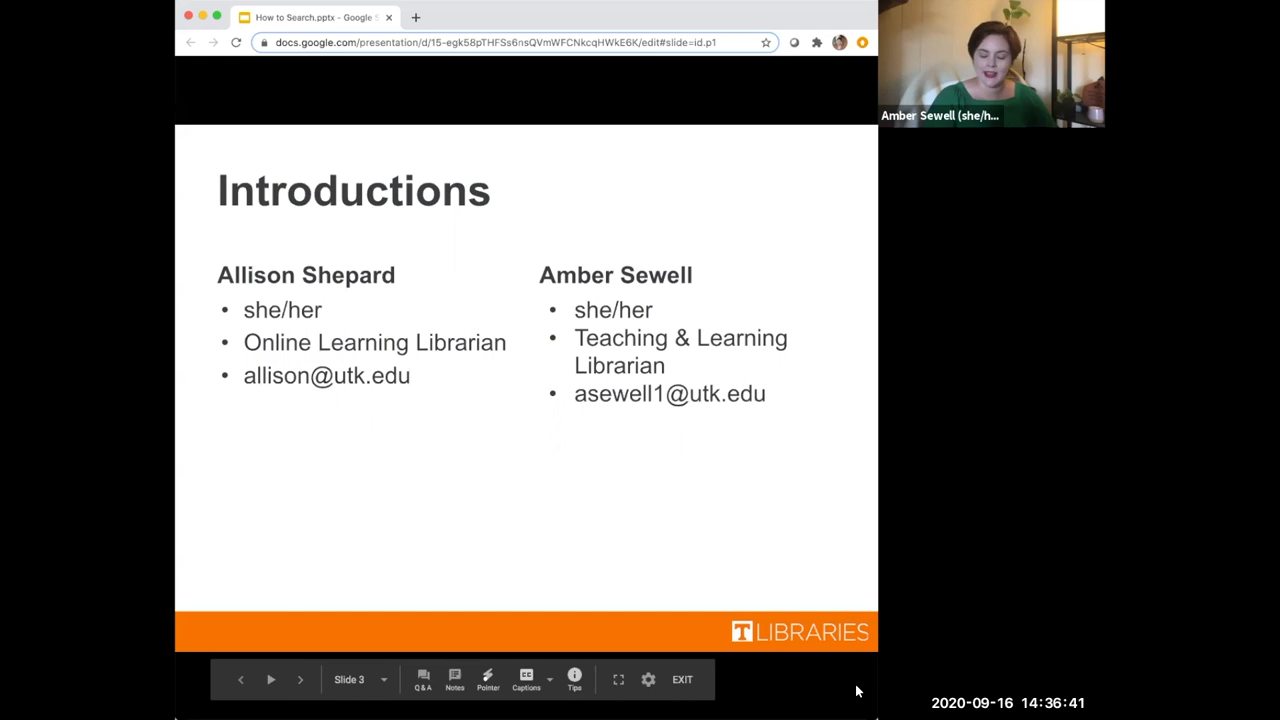 How to Search.pptx - Google S
docs.google.com/presentation/d/15-egk58pTHFSs6nsQVmWFCNkcqHWkE6K/edit#slide=id.p1
Amber Sewell (she/h...
Introductions
Allison Shepard
• she/her
• Online Learning Librarian
• allison@utk.edu
Amber Sewell
• she/her
• Teaching & Learning
Librarian
• asewell1@utk.edu
T LIBRARIES
Slide 3
Q & A
Notes
Pointer
CC
Captions
Tips
EXIT
2020-09-16 14:36:41